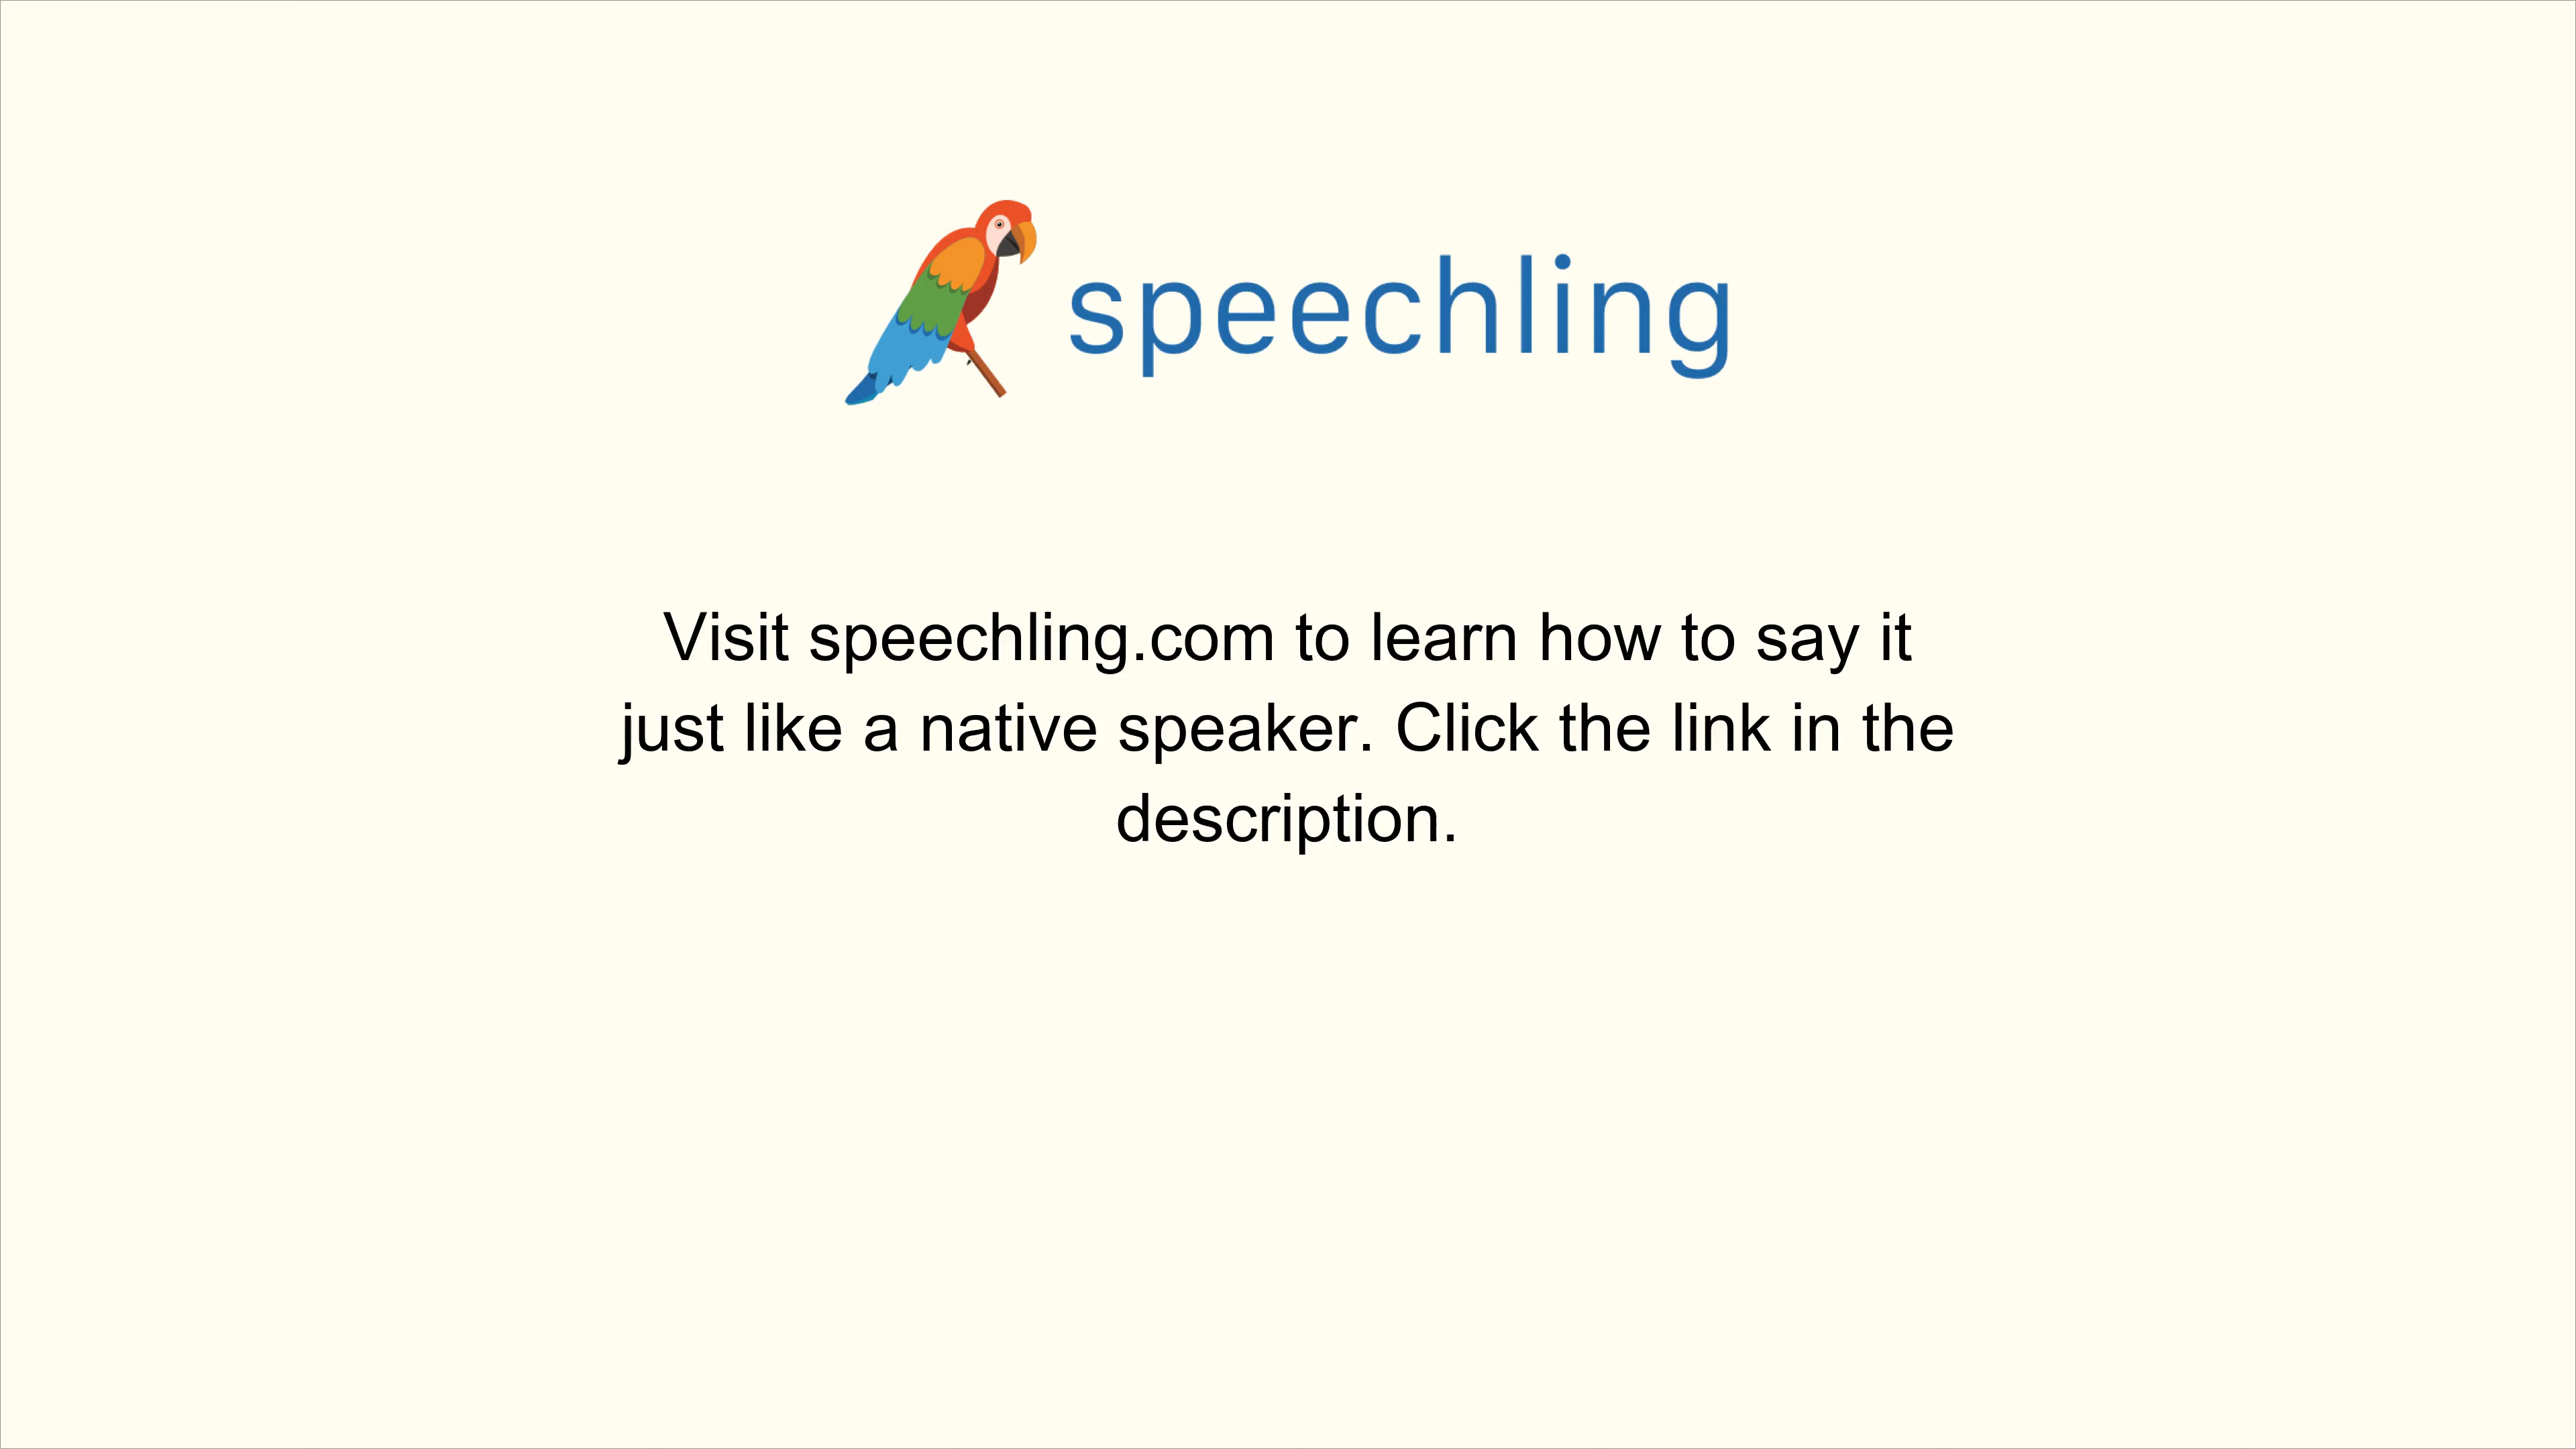 speechling
Visit speechling.com to learn how to say it
just like a native speaker. Click the link in the
description.